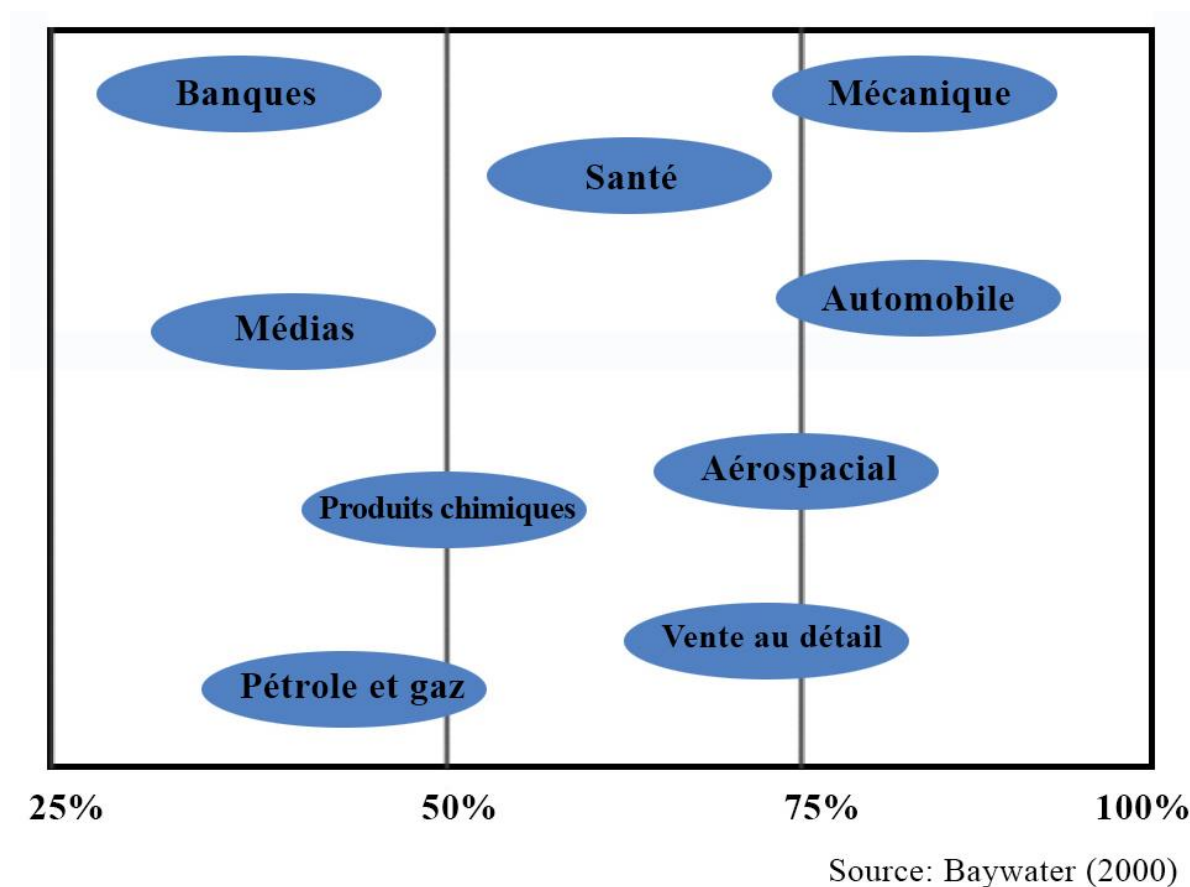 Banques
Mécanique
Santé
Automobile
Médias
Aérospacial
Produits chimiques
Vente au détail
Pétrole et gaz
25%
50%
75%
100%
Source: Baywater (2000)